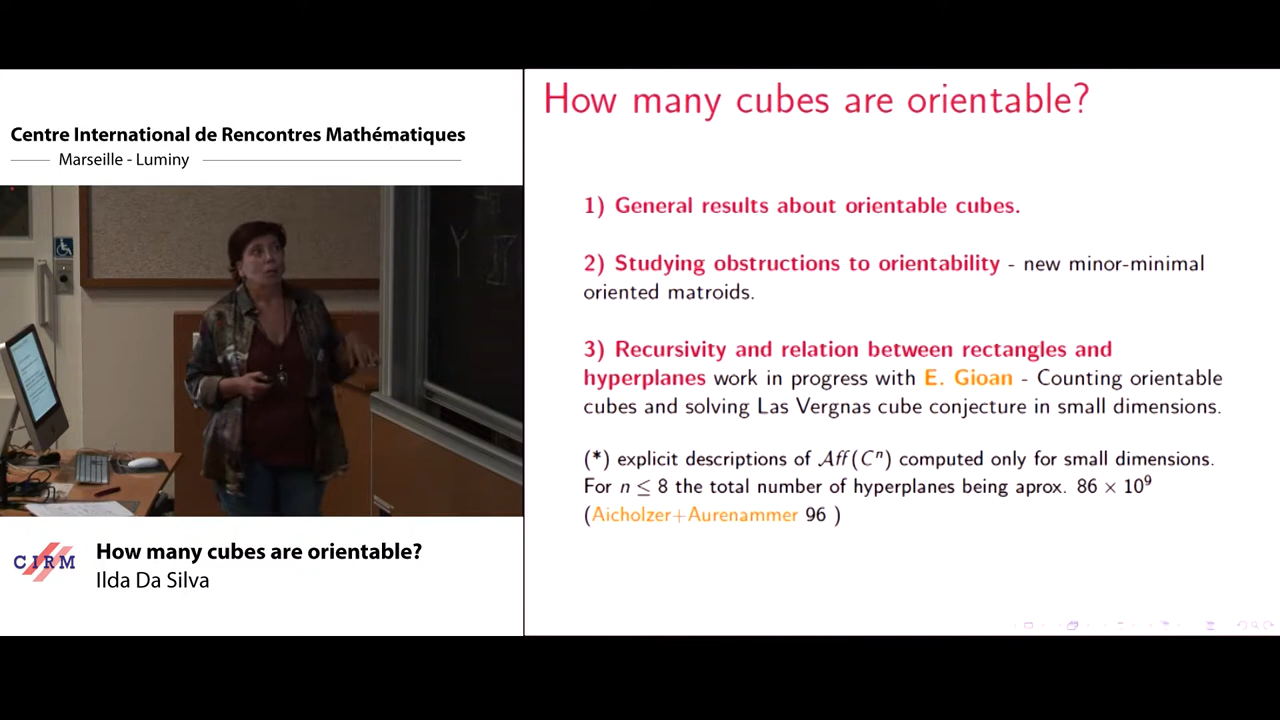 Centre International de Rencontres Mathématiques
Marseille - Luminy
CIRM
How many cubes are orientable?
Ilda Da Silva
How many cubes are orientable?
1) General results about orientable cubes.
2) Studying obstructions to orientability - new minor-minimal
oriented matroids.
3) Recursivity and relation between rectangles and
hyperplanes work in progress with E. Gioan - Counting orientable
cubes and solving Las Vergnas cube conjecture in small dimensions.
(*) explicit descriptions of Aff(Cⁿ) computed only for small dimensions.
For n ≤ 8 the total number of hyperplanes being aprox. 86 × 10⁹
(Aicholzer+Aurenammer 96 )